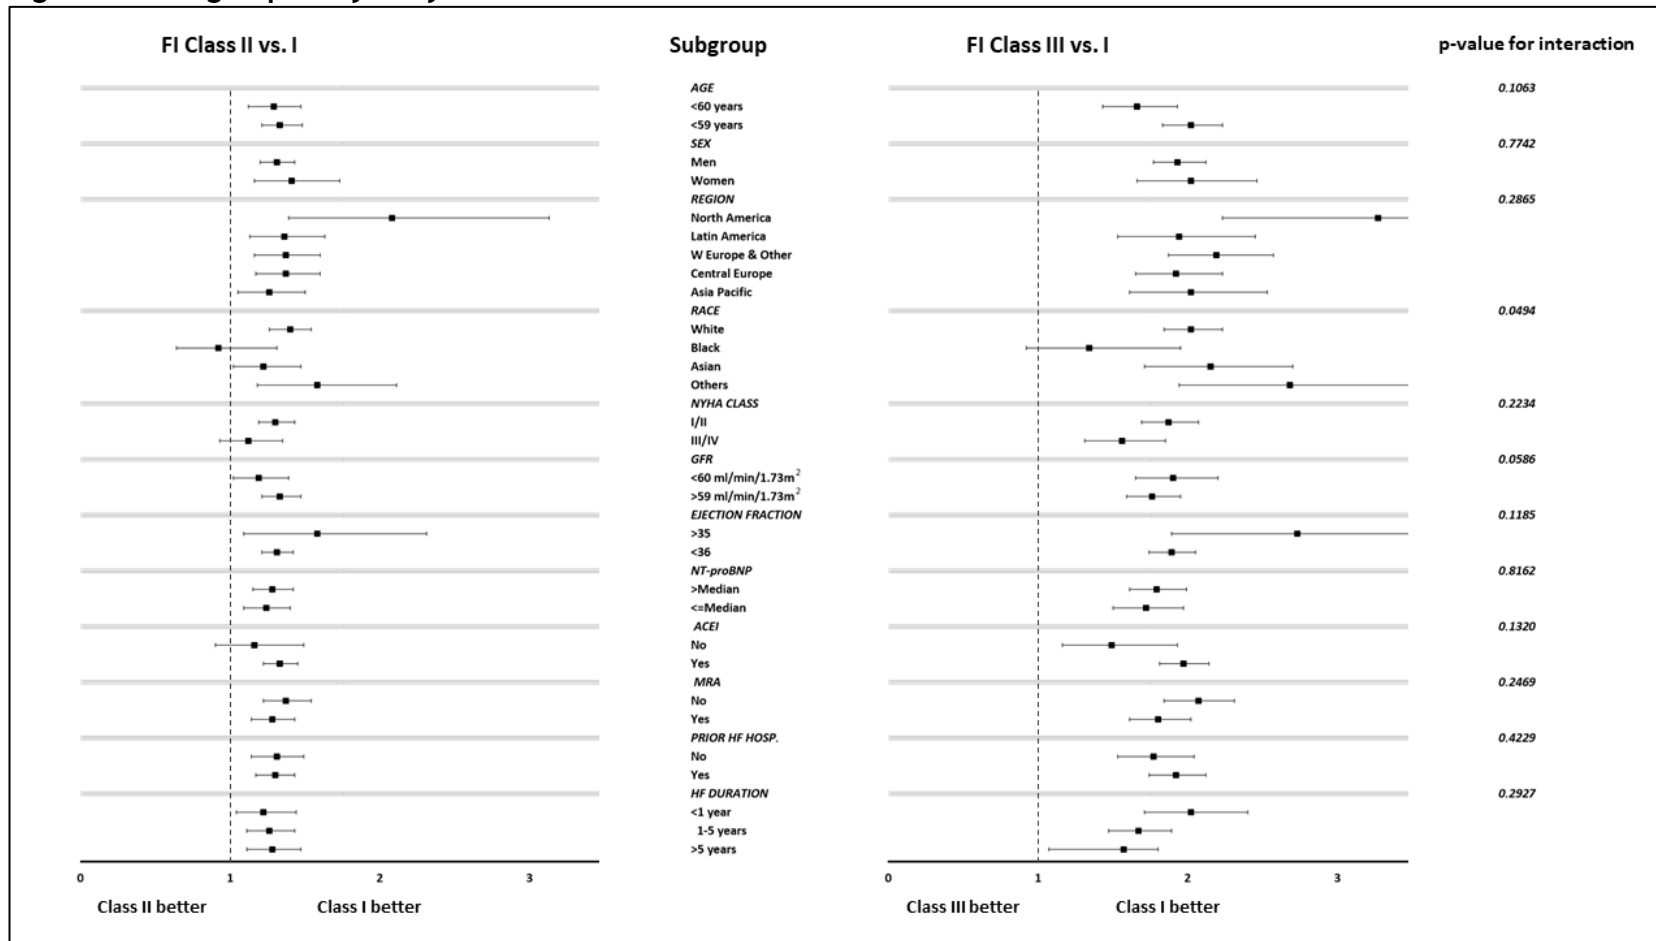 FI Class II vs. I Subgroup FI Class III vs. I p-value for interaction
AGE 0.1063
<60 years
<59 years
SEX 0.7742
Men
Women
REGION 0.2865
North America
Latin America
W Europe & Other
Central Europe
Asia Pacific
RACE 0.0494
White
Black
Asian
Others
NYHA CLASS 0.2234
I/II
III/IV
GFR 0.0586
<60 ml/min/1.73m²
>59 ml/min/1.73m²
EJECTION FRACTION 0.1185
>35
<36
NT-proBNP 0.8162
>Median
<=Median
ACEI 0.1320
No
Yes
MRA 0.2469
No
Yes
PRIOR HF HOSP. 0.4229
No
Yes
HF DURATION 0.2927
<1 year
1-5 years
>5 years
0 1 2 3 0 1 2 3
Class II better Class I better Class III better Class I better